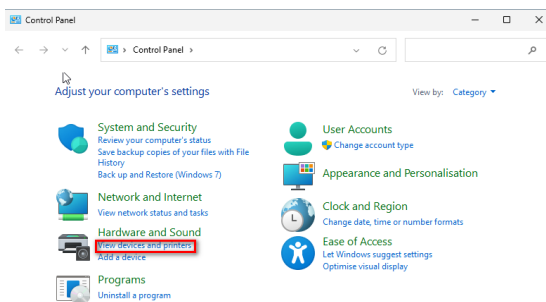 Control Panel
Control Panel
Adjust your computer's settings
View by: Category
System and Security
Review your computer's status
Save backup copies of your files with File
History
Back up and Restore (Windows 7)
Network and Internet
View network status and tasks
Hardware and Sound
View devices and printers
Add a device
Programs
Uninstall a program
User Accounts
Change account type
Appearance and Personalisation
Clock and Region
Change date, time or number formats
Ease of Access
Let Windows suggest settings
Optimise visual display